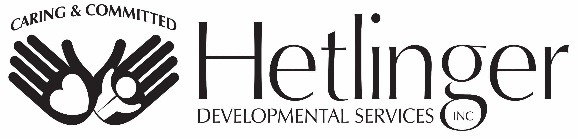 CARING & COMMITTED
Hetlinger
DEVELOPMENTAL SERVICES INC